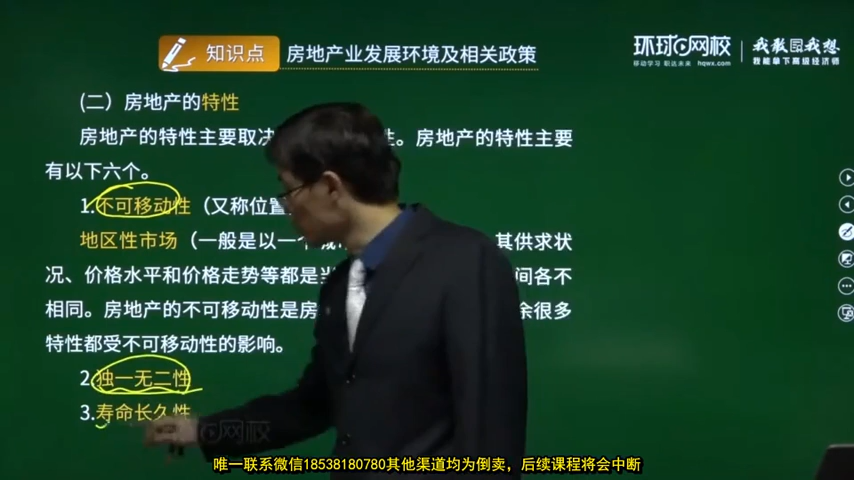 知识点 房地产业发展环境及相关政策
环球网校 我教你我想
移动学习 职达未来 hqwx.com 我能拿下高级经济师
(二) 房地产的特性
房地产的特性主要取 性。房地产的特性主要
有以下六个。
1.不可移动性（又称位置
地区性市场（一般是以一个城 其供求状
况、价格水平和价格走势等都是当 间各不
相同。房地产的不可移动性是房 余很多
特性都受不可移动性的影响。
2.独一无二性
3.寿命长久性
网校
唯一联系微信18538180780其他渠道均为倒卖，后续课程将会中断